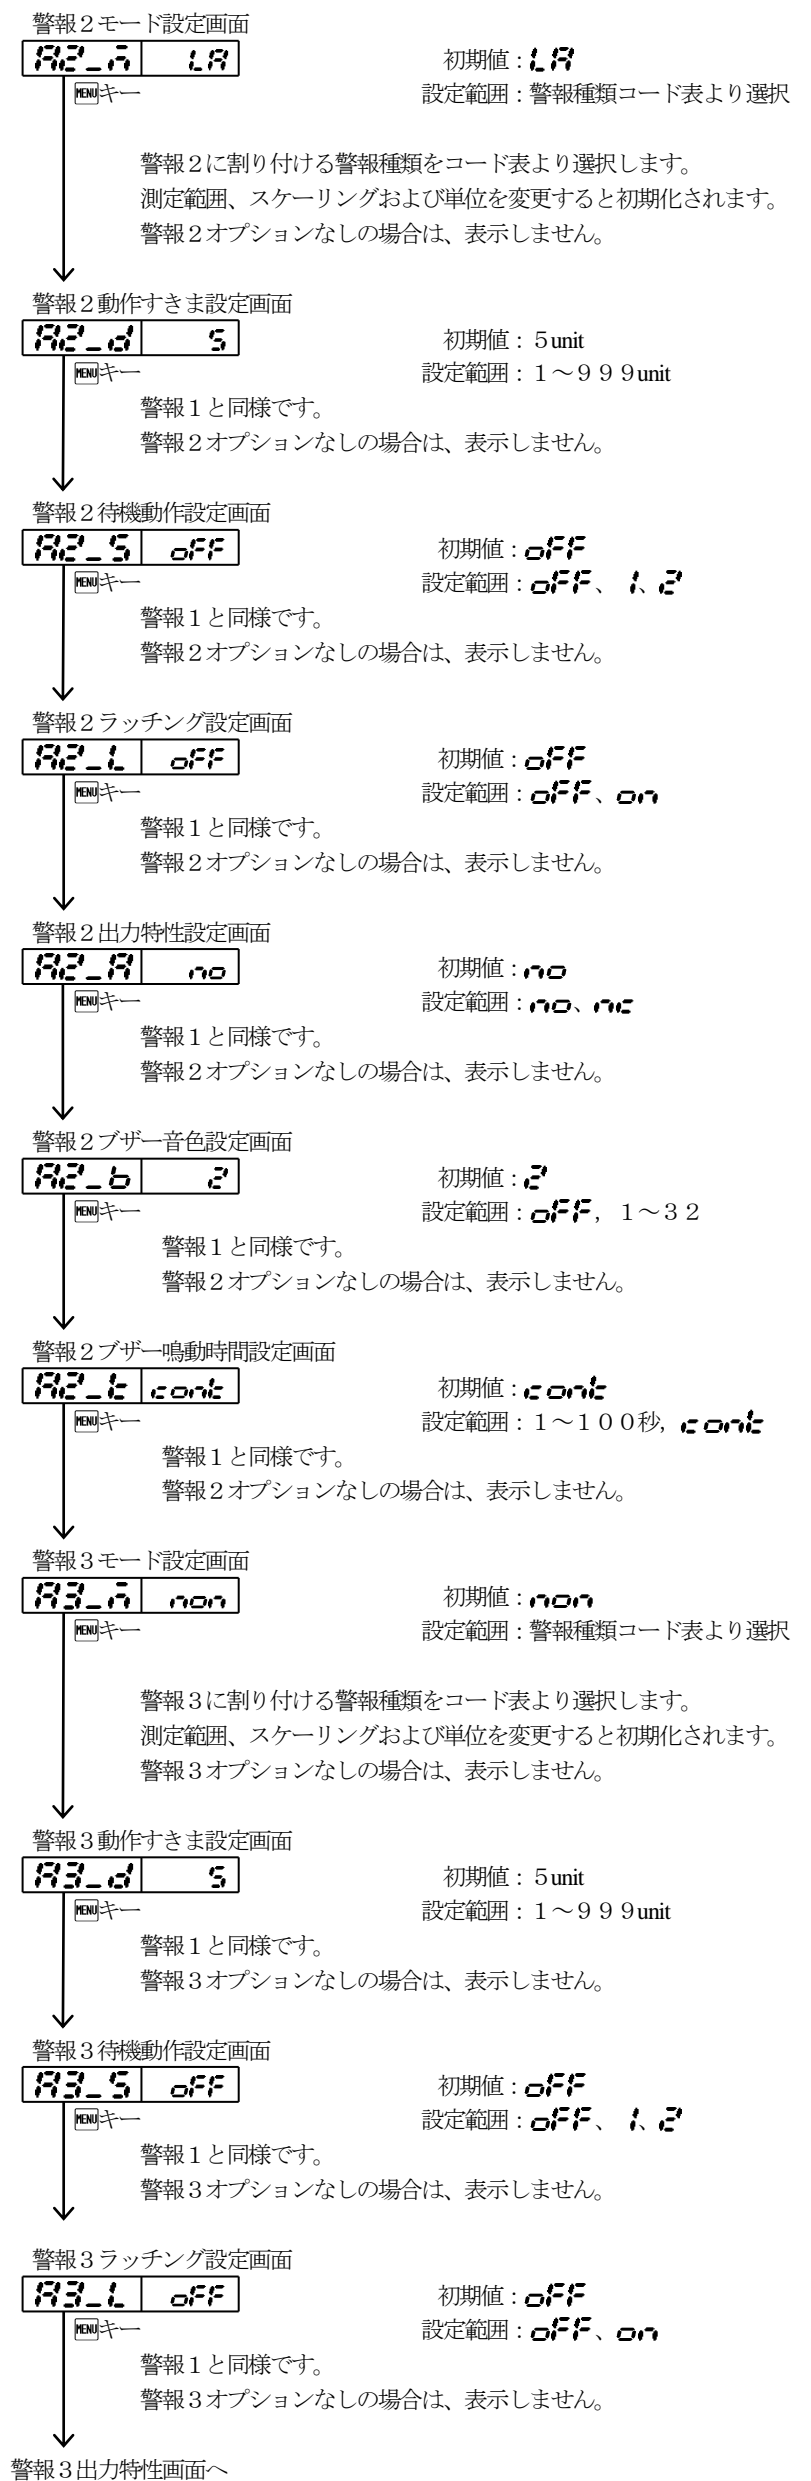 警報２モード設定画面
A2_m LA 初期値：LA
MENUキー 設定範囲：警報種類コード表より選択
警報２に割り付ける警報種類をコード表より選択します。
測定範囲、スケーリングおよび単位を変更すると初期化されます。
警報２オプションなしの場合は、表示しません。
警報２動作すきま設定画面
A2_d 5 初期値：５unit
MENUキー 設定範囲：１～９９９unit
警報１と同様です。
警報２オプションなしの場合は、表示しません。
警報２待機動作設定画面
A2_S oFF 初期値：oFF
MENUキー 設定範囲：oFF、1、2
警報１と同様です。
警報２オプションなしの場合は、表示しません。
警報２ラッチング設定画面
A2_L oFF 初期値：oFF
MENUキー 設定範囲：oFF、on
警報１と同様です。
警報２オプションなしの場合は、表示しません。
警報２出力特性設定画面
A2_A no 初期値：no
MENUキー 設定範囲：no、nc
警報１と同様です。
警報２オプションなしの場合は、表示しません。
警報２ブザー音色設定画面
A2_b 2 初期値：2
MENUキー 設定範囲：oFF，１～３２
警報１と同様です。
警報２オプションなしの場合は、表示しません。
警報２ブザー鳴動時間設定画面
A2_t cont 初期値：cont
MENUキー 設定範囲：１～１００秒，cont
警報１と同様です。
警報２オプションなしの場合は、表示しません。
警報３モード設定画面
A3_m non 初期値：non
MENUキー 設定範囲：警報種類コード表より選択
警報３に割り付ける警報種類をコード表より選択します。
測定範囲、スケーリングおよび単位を変更すると初期化されます。
警報３オプションなしの場合は、表示しません。
警報３動作すきま設定画面
A3_d 5 初期値：５unit
MENUキー 設定範囲：１～９９９unit
警報１と同様です。
警報３オプションなしの場合は、表示しません。
警報３待機動作設定画面
A3_S oFF 初期値：oFF
MENUキー 設定範囲：oFF、1、2
警報１と同様です。
警報３オプションなしの場合は、表示しません。
警報３ラッチング設定画面
A3_L oFF 初期値：oFF
MENUキー 設定範囲：oFF、on
警報１と同様です。
警報３オプションなしの場合は、表示しません。
警報３出力特性画面へ